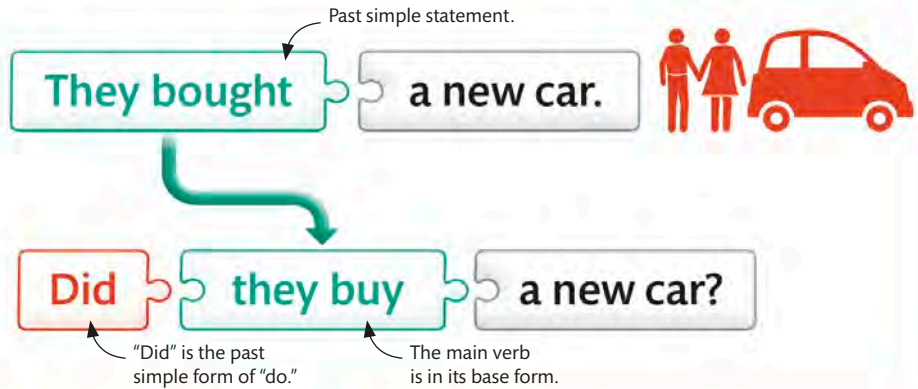 Past simple statement.
They bought a new car.
Did they buy a new car?
"Did" is the past
simple form of "do."
The main verb
is in its base form.